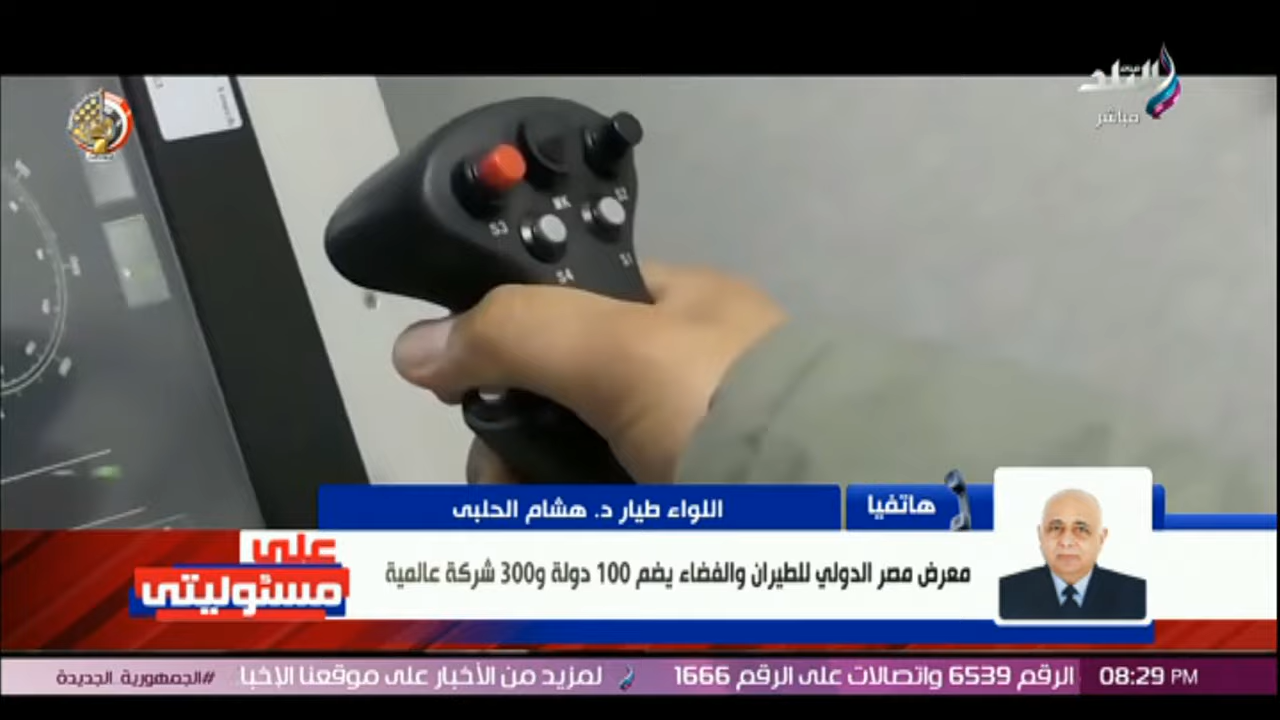 صدى البلد
مباشر
MK
S2
S3
S1
S4
هاتفيا
اللواء طيار د. هشام الحلبى
على
مسئوليتى
معرض مصر الدولي للطيران والفضاء يضم 100 دولة و300 شركة عالمية
08:29 PM
الرقم 6539 واتصالات على الرقم 1666
لمزيد من الأخبار على موقعنا الإخبا
#الجمهورية الجديدة